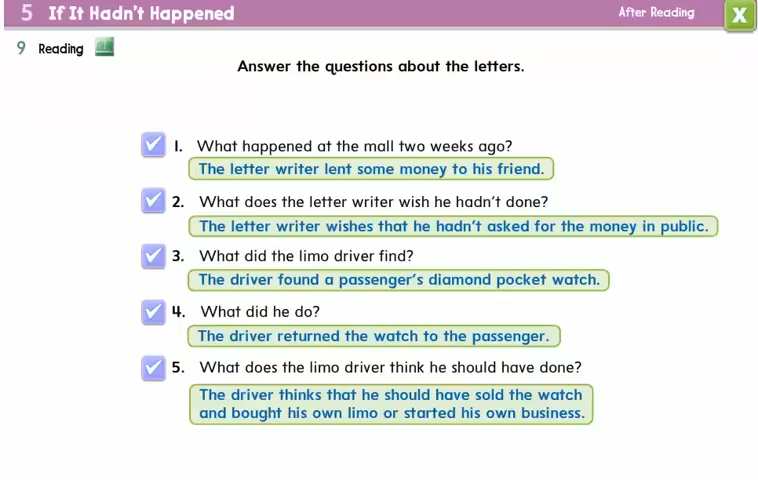 5 If It Hadn't Happened
After Reading
X
9 Reading
Answer the questions about the letters.
1. What happened at the mall two weeks ago?
The letter writer lent some money to his friend.
2. What does the letter writer wish he hadn't done?
The letter writer wishes that he hadn't asked for the money in public.
3. What did the limo driver find?
The driver found a passenger's diamond pocket watch.
4. What did he do?
The driver returned the watch to the passenger.
5. What does the limo driver think he should have done?
The driver thinks that he should have sold the watch
and bought his own limo or started his own business.